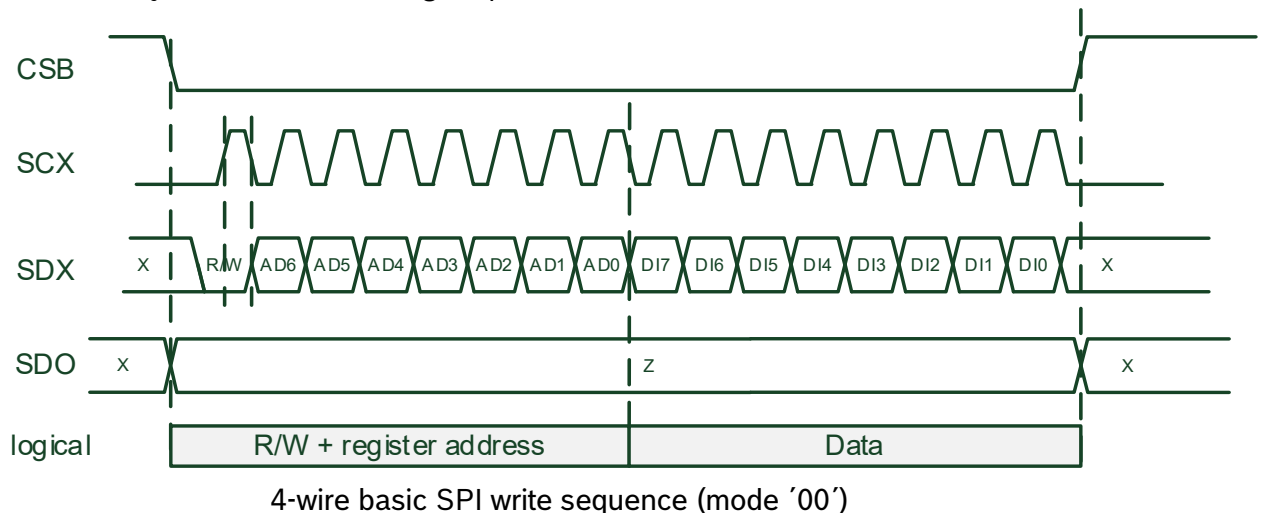 CSB
SCX
SDX X R/W AD6 AD5 AD4 AD3 AD2 AD1 AD0 DI7 DI6 DI5 DI4 DI3 DI2 DI1 DI0 X
SDO X Z X
logical R/W + register address Data
4-wire basic SPI write sequence (mode ´00´)